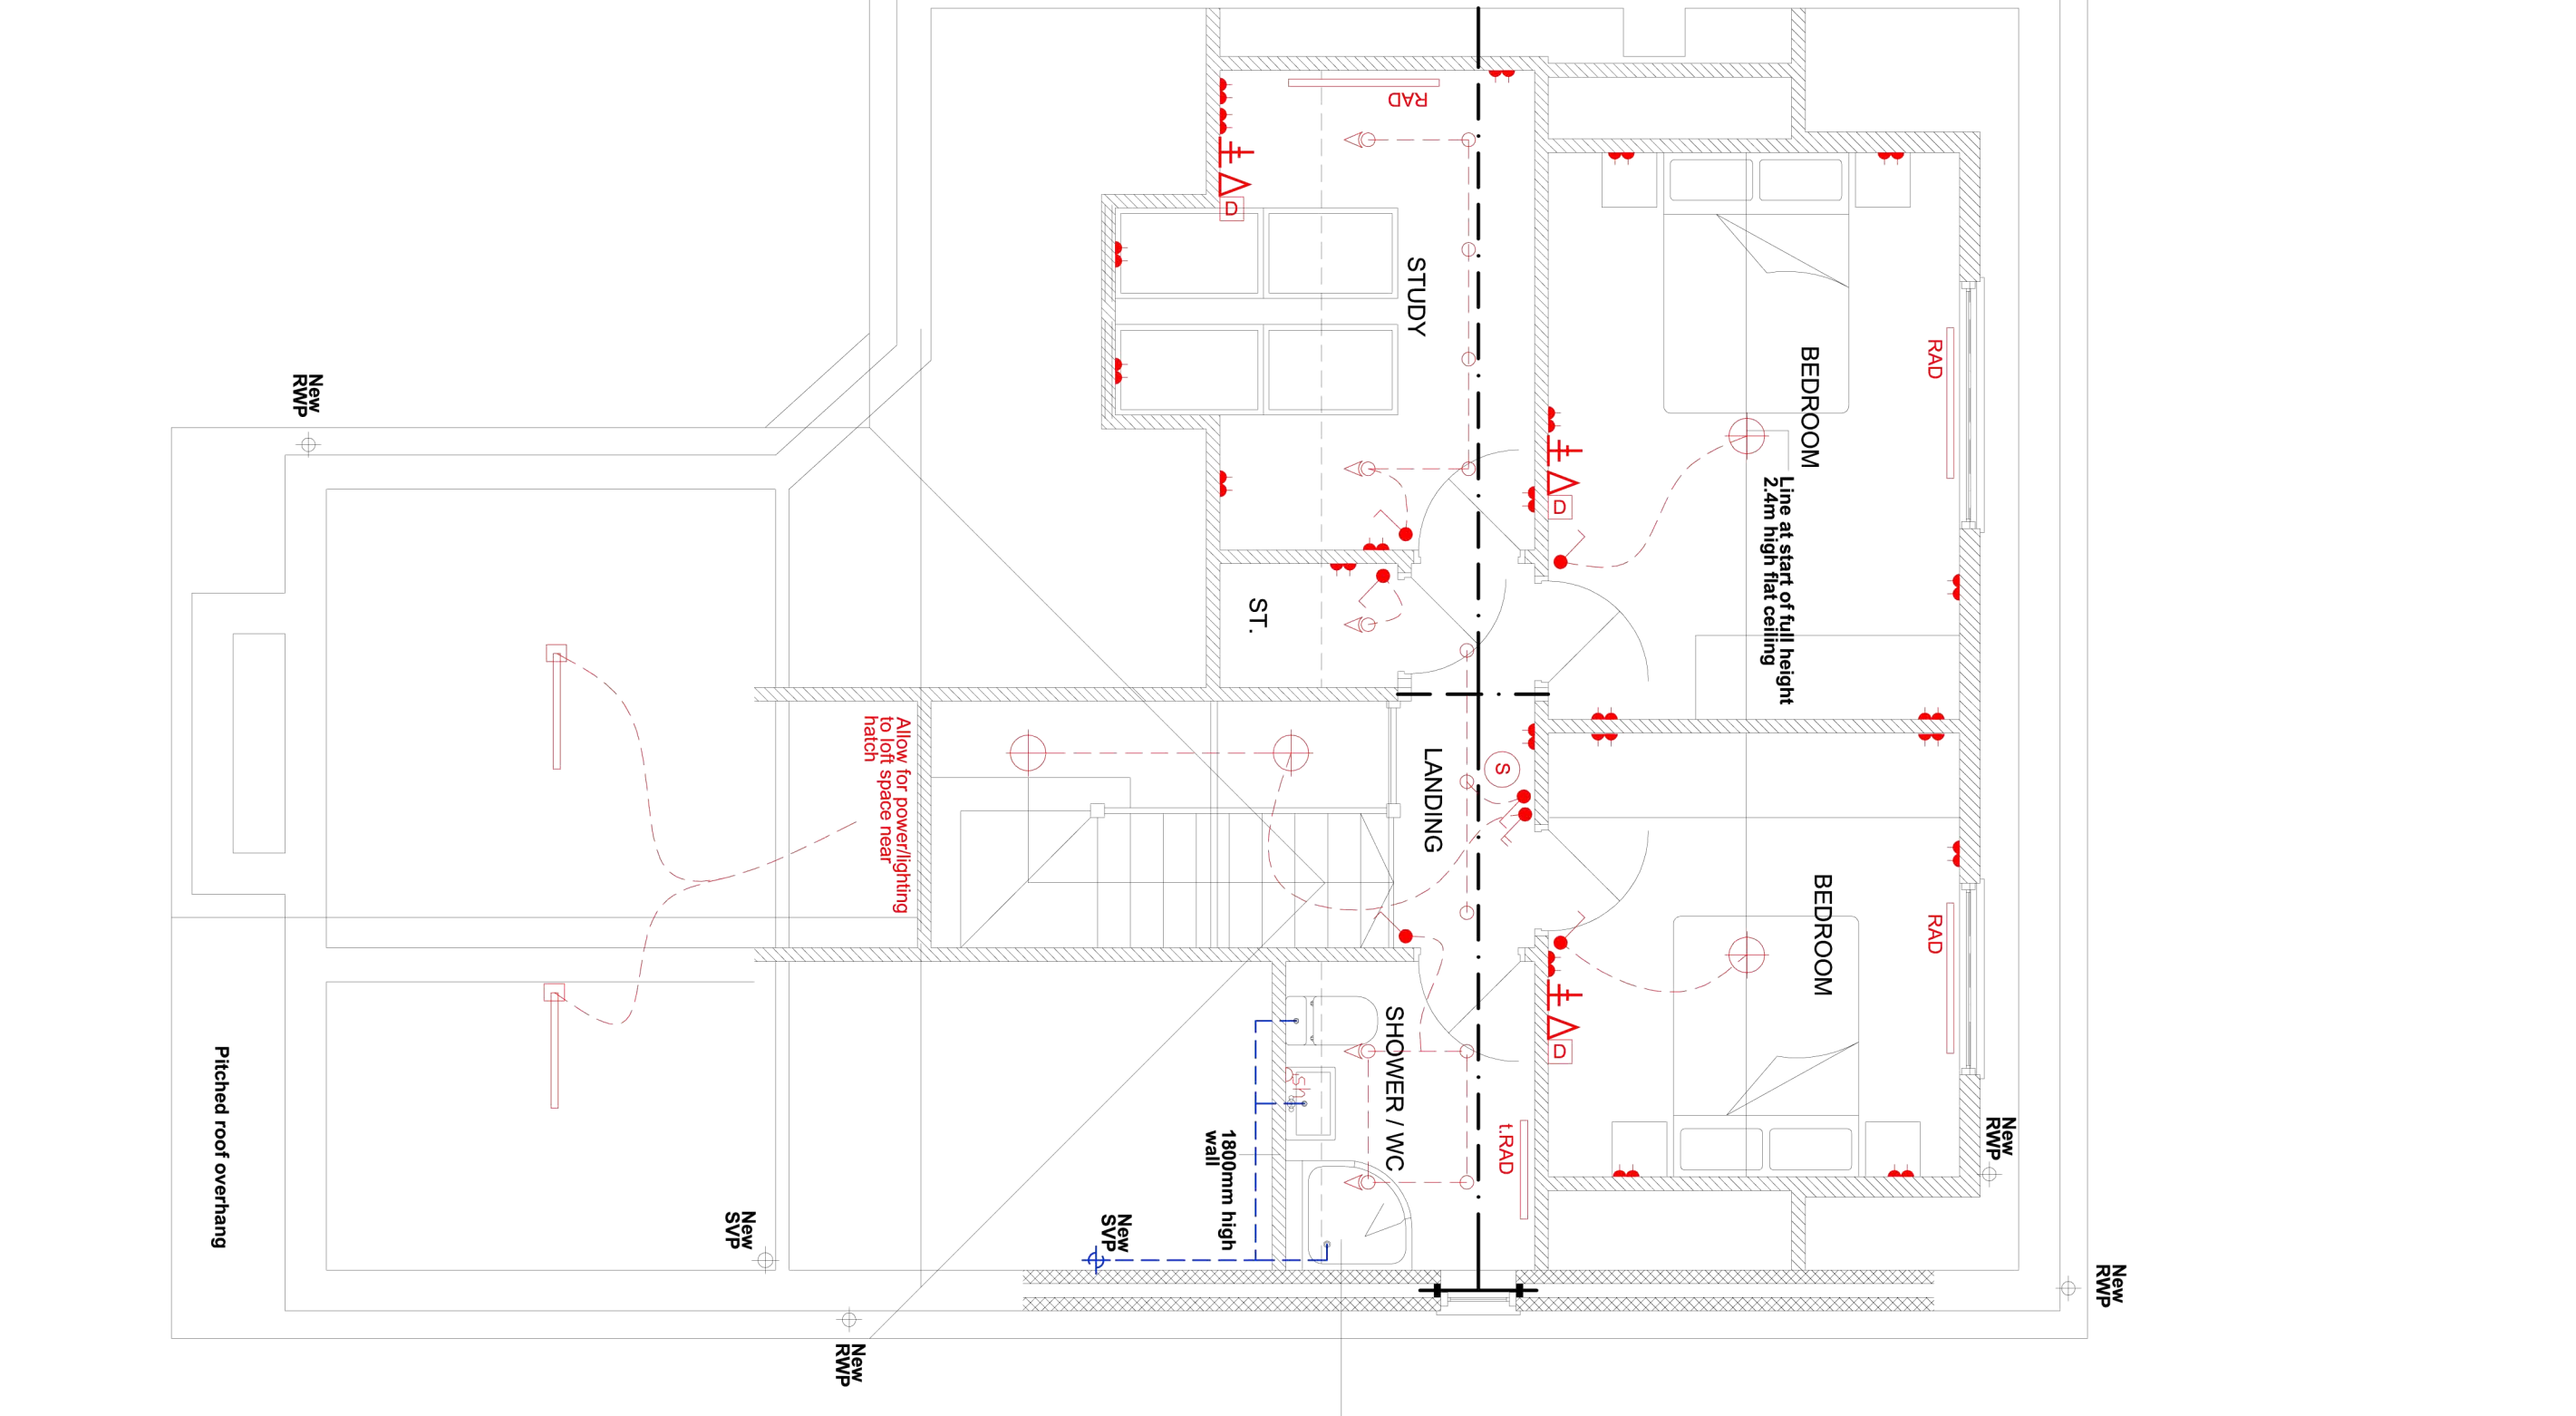 New
RWP
RAD
D
STUDY
BEDROOM
RAD
Line at start of full height
2.4m high flat ceiling
D
ST.
Allow for power/lighting
to loft space near
hatch
LANDING
S
BEDROOM
RAD
D
SHOWER / WC
sh
t.RAD
1800mm high
wall
New
RWP
Pitched roof overhang
New
SVP
New
SVP
New
RWP
New
RWP